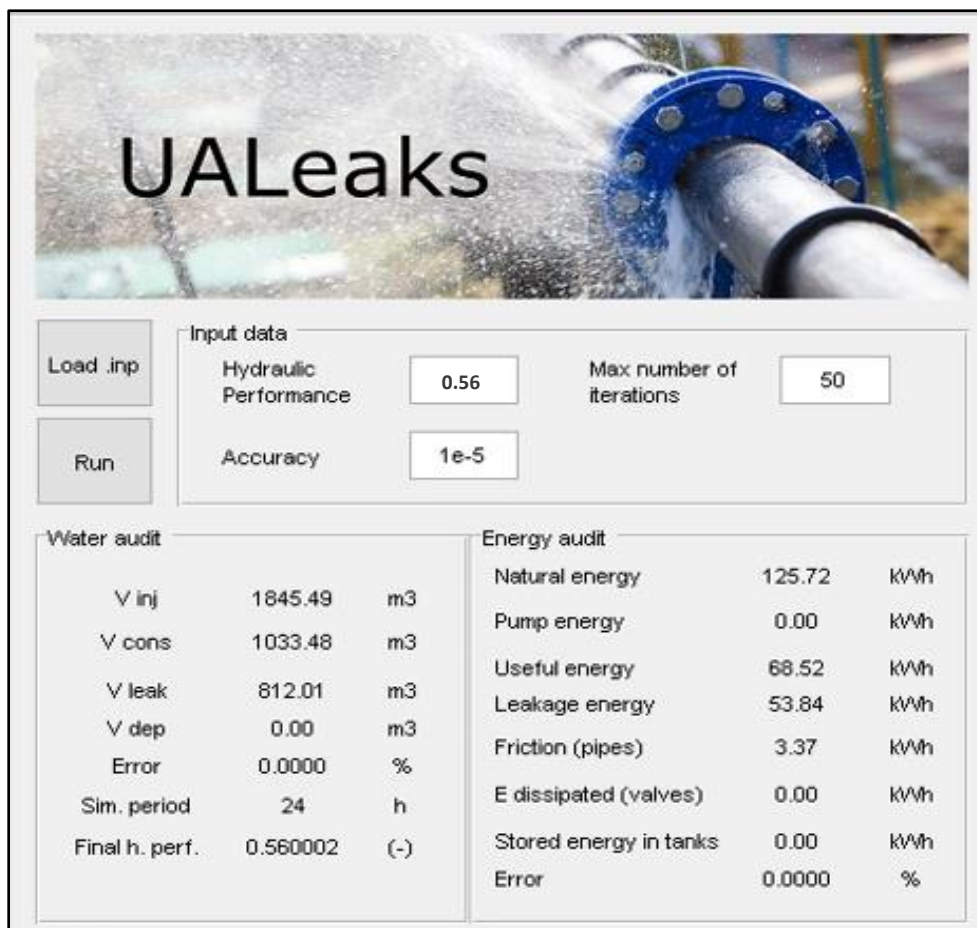 UALeaks
Load .inp
Run
Input data
Hydraulic
Performance
0.56
Max number of
iterations
50
Accuracy
1e-5
Water audit
V inj 1845.49 m3
V cons 1033.48 m3
V leak 812.01 m3
V dep 0.00 m3
Error 0.0000 %
Sim. period 24 h
Final h. perf. 0.560002 (-)
Energy audit
Natural energy 125.72 kWh
Pump energy 0.00 kWh
Useful energy 68.52 kWh
Leakage energy 53.84 kWh
Friction (pipes) 3.37 kWh
E dissipated (valves) 0.00 kWh
Stored energy in tanks 0.00 kWh
Error 0.0000 %